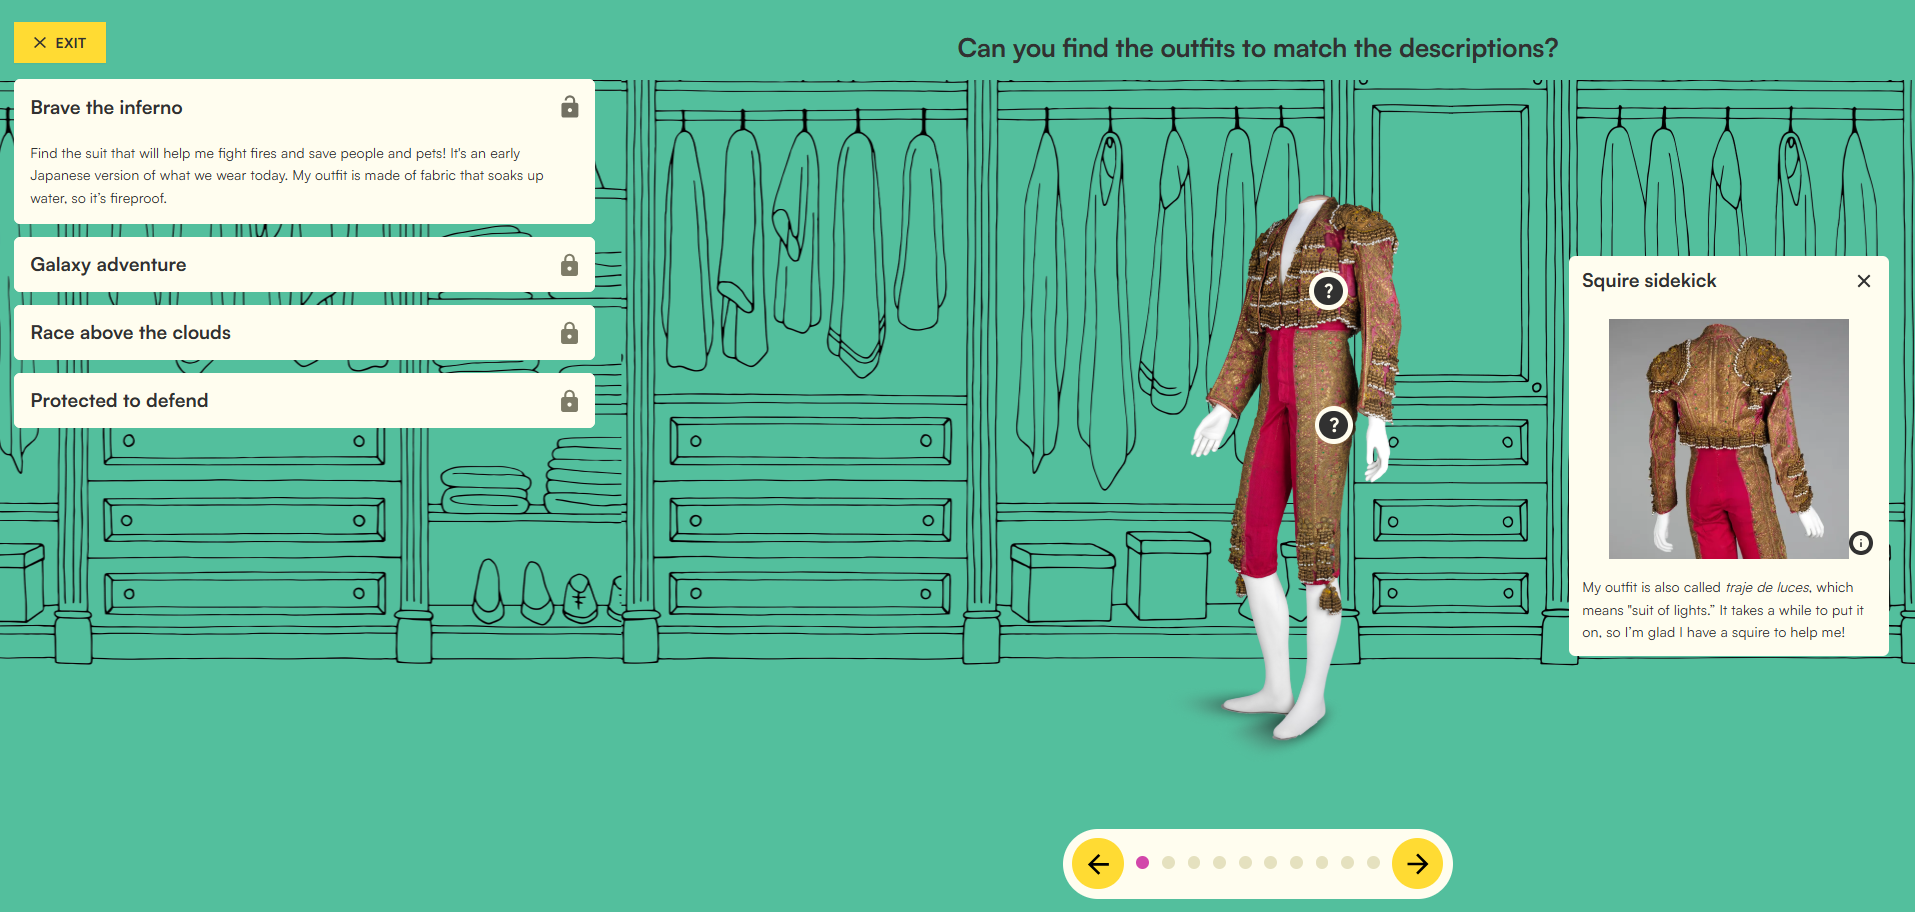 EXIT
Can you find the outfits to match the descriptions?
Brave the inferno
Find the suit that will help me fight fires and save people and pets! It's an early
Japanese version of what we wear today. My outfit is made of fabric that soaks up
water, so it's fireproof.
Galaxy adventure
Race above the clouds
Protected to defend
?
?
Squire sidekick
My outfit is also called traje de luces, which
means "suit of lights." It takes a while to put it
on, so I'm glad I have a squire to help me!